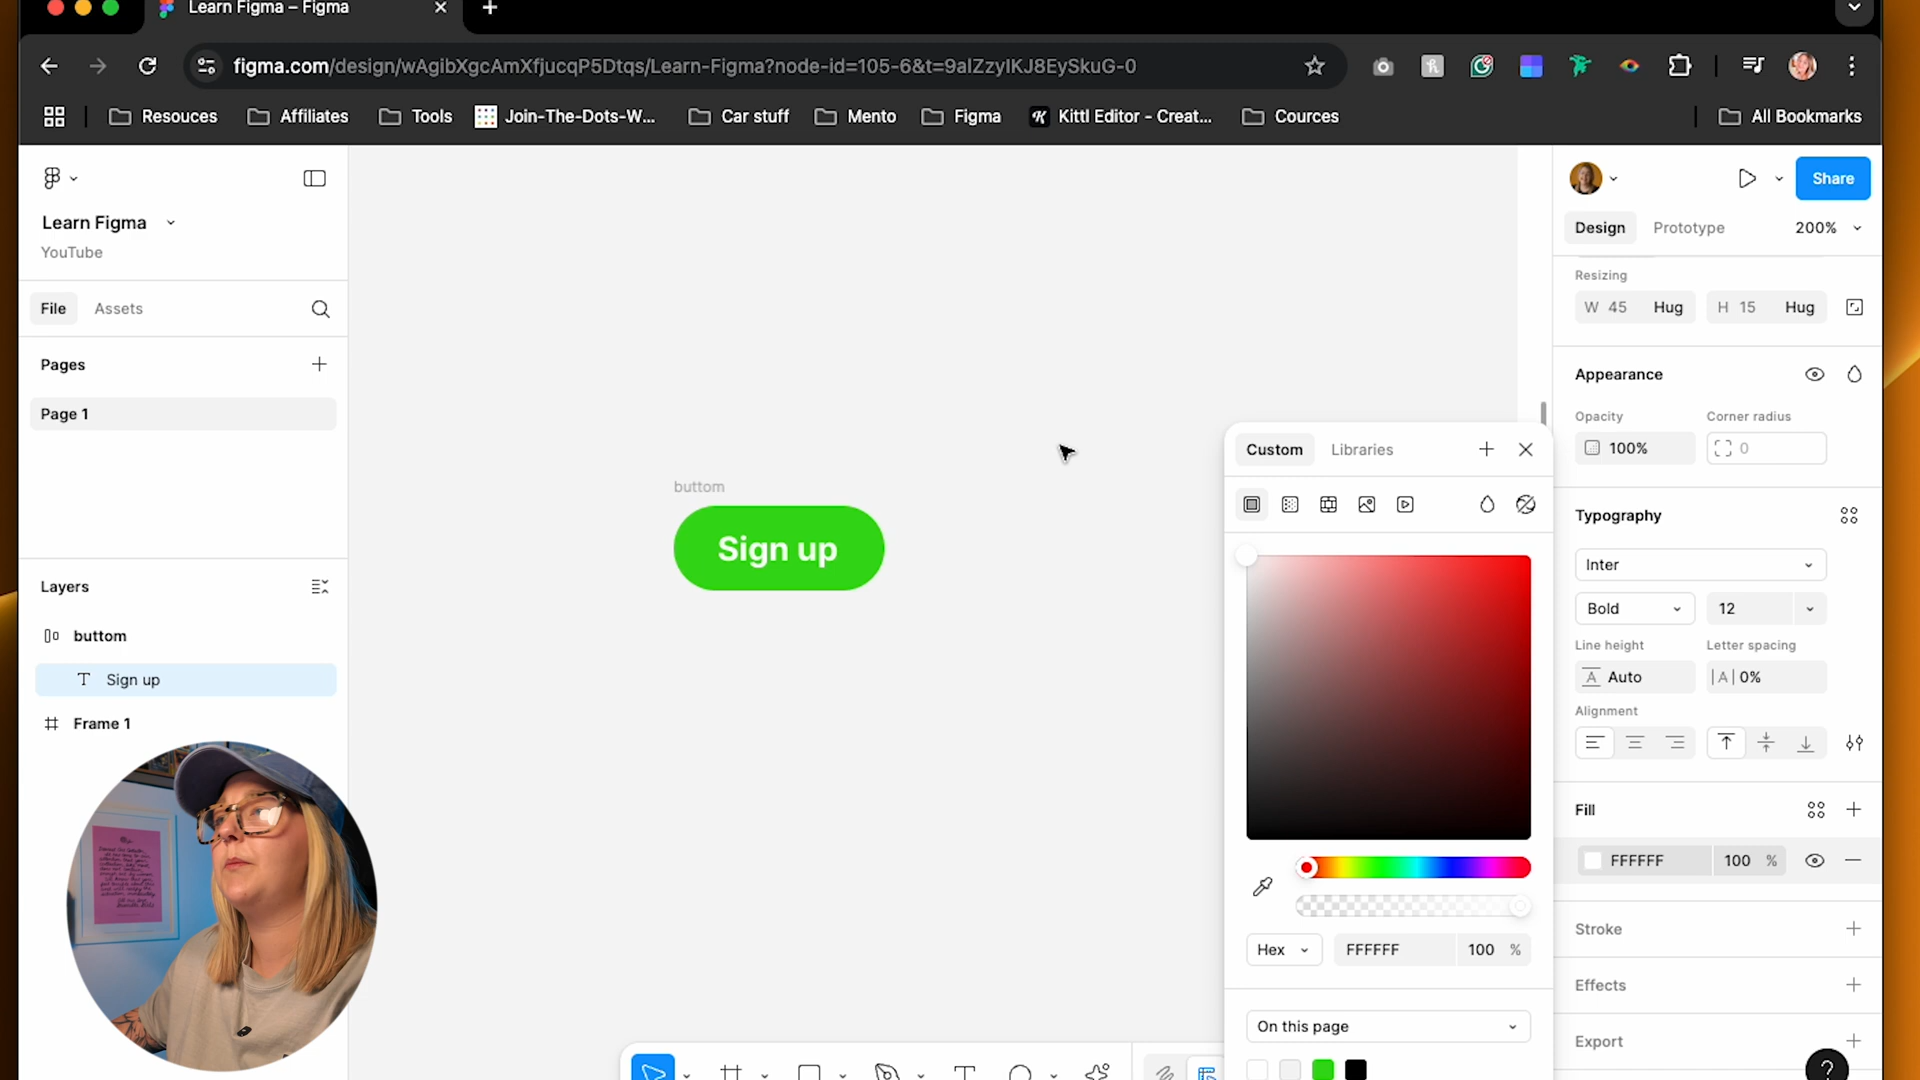 Learn Figma – Figma
figma.com/design/wAgibXgcAmXfjucqP5Dtqs/Learn-Figma?node-id=105-6&t=9alZzyIKJ8EySkuG-0
Resouces
Affiliates
Tools
Join-The-Dots-W...
Car stuff
Mento
Figma
Kittl Editor - Creat...
Cources
All Bookmarks
Learn Figma
YouTube
File
Assets
Pages
Page 1
Layers
buttom
Sign up
Frame 1
buttom
Sign up
Custom
Libraries
Hex
FFFFFF
100 %
On this page
Share
Design
Prototype
200%
Resizing
W 45 Hug
H 15 Hug
Appearance
Opacity
Corner radius
100%
0
Typography
Inter
Bold
12
Line height
Letter spacing
Auto
0%
Alignment
Fill
FFFFFF
100 %
Stroke
Effects
Export
?